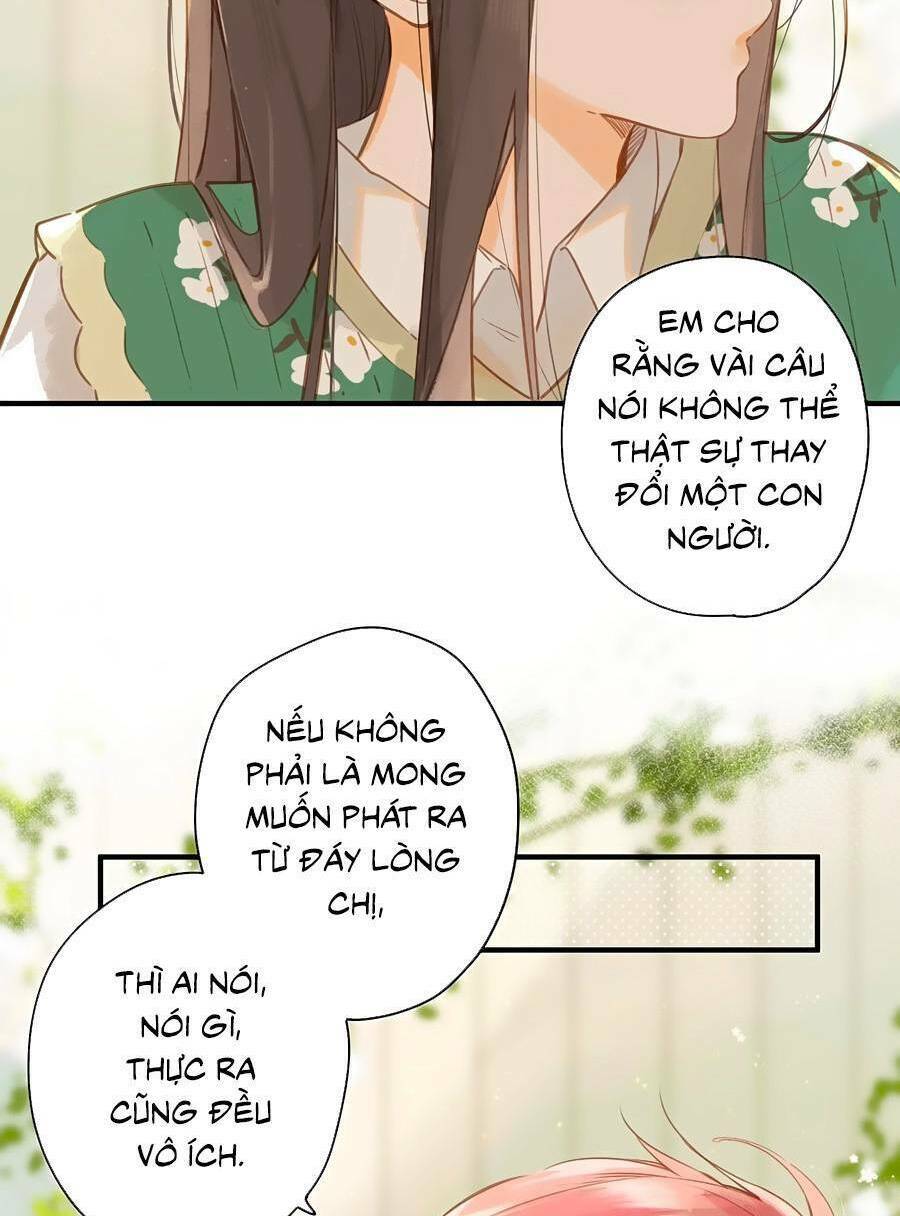 EM CHO
RẰNG VÀI CÂU
NÓI KHÔNG THỂ
THẬT SỰ THAY
ĐỔI MỘT CON
NGƯỜI.
NẾU KHÔNG
PHẢI LÀ MONG
MUỐN PHÁT RA
TỪ ĐÁY LÒNG
CHỊ,
THÌ AI NÓI,
NÓI GÌ,
THỰC RA
CŨNG ĐỀU
VÔ ÍCH.